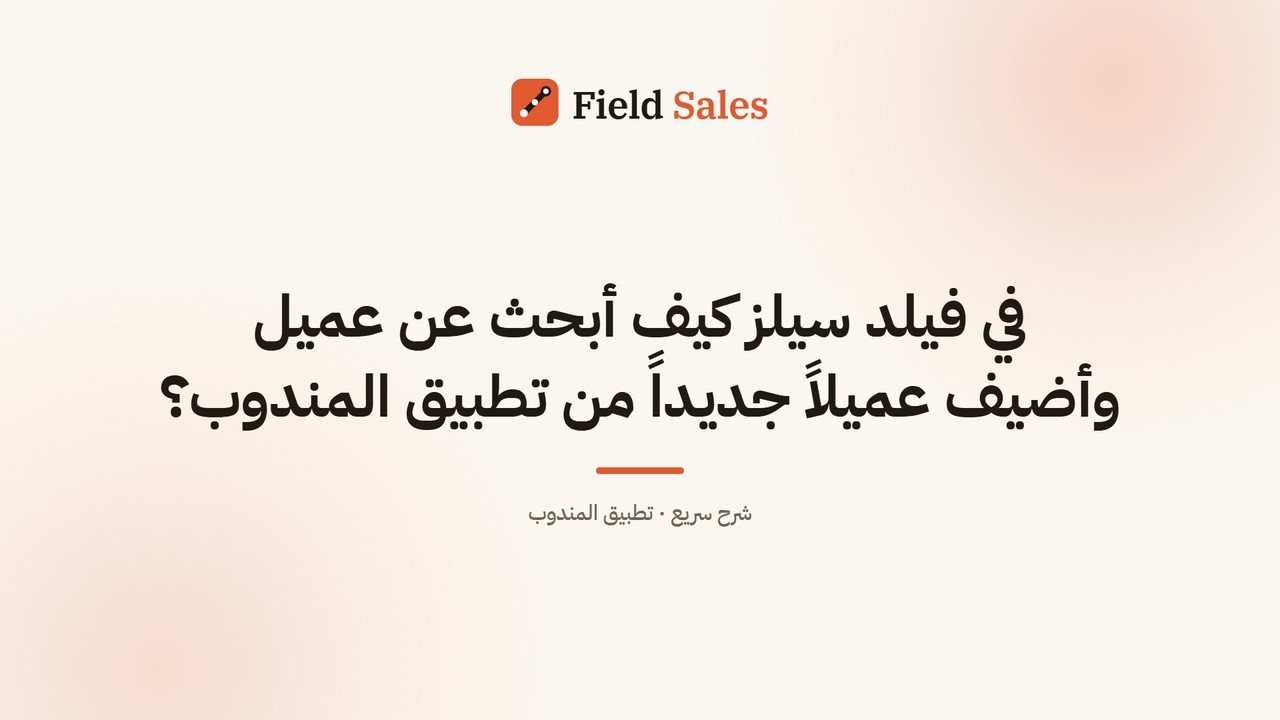 Field Sales
في فيلد سيلز كيف أبحث عن عميل
وأضيف عميلاً جديداً من تطبيق المندوب؟
شرح سريع · تطبيق المندوب